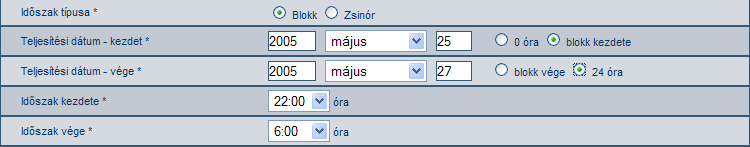 Időszak típusa * Blokk Zsinór
Teljesítési dátum - kezdet * 2005 május 25 0 óra blokk kezdete
Teljesítési dátum - vége * 2005 május 27 blokk vége 24 óra
Időszak kezdete * 22:00 óra
Időszak vége * 6:00 óra